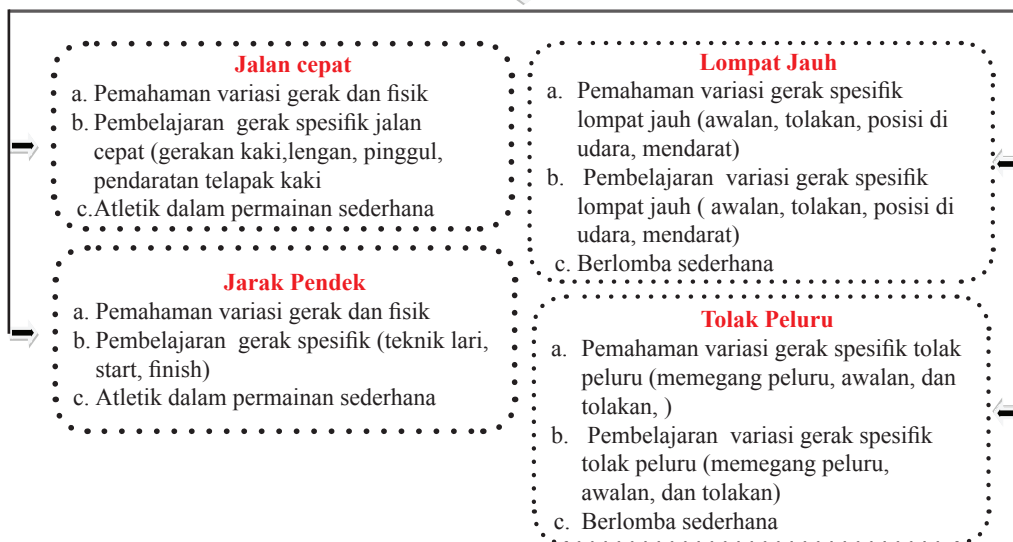 Jalan cepat
a. Pemahaman variasi gerak dan fisik
b. Pembelajaran gerak spesifik jalan
cepat (gerakan kaki,lengan, pinggul,
pendaratan telapak kaki
c.Atletik dalam permainan sederhana
Jarak Pendek
a. Pemahaman variasi gerak dan fisik
b. Pembelajaran gerak spesifik (teknik lari,
start, finish)
c. Atletik dalam permainan sederhana
Lompat Jauh
a. Pemahaman variasi gerak spesifik
lompat jauh (awalan, tolakan, posisi di
udara, mendarat)
b. Pembelajaran variasi gerak spesifik
lompat jauh ( awalan, tolakan, posisi di
udara, mendarat)
c. Berlomba sederhana
Tolak Peluru
a. Pemahaman variasi gerak spesifik tolak
peluru (memegang peluru, awalan, dan
tolakan, )
b. Pembelajaran variasi gerak spesifik
tolak peluru (memegang peluru,
awalan, dan tolakan)
c. Berlomba sederhana